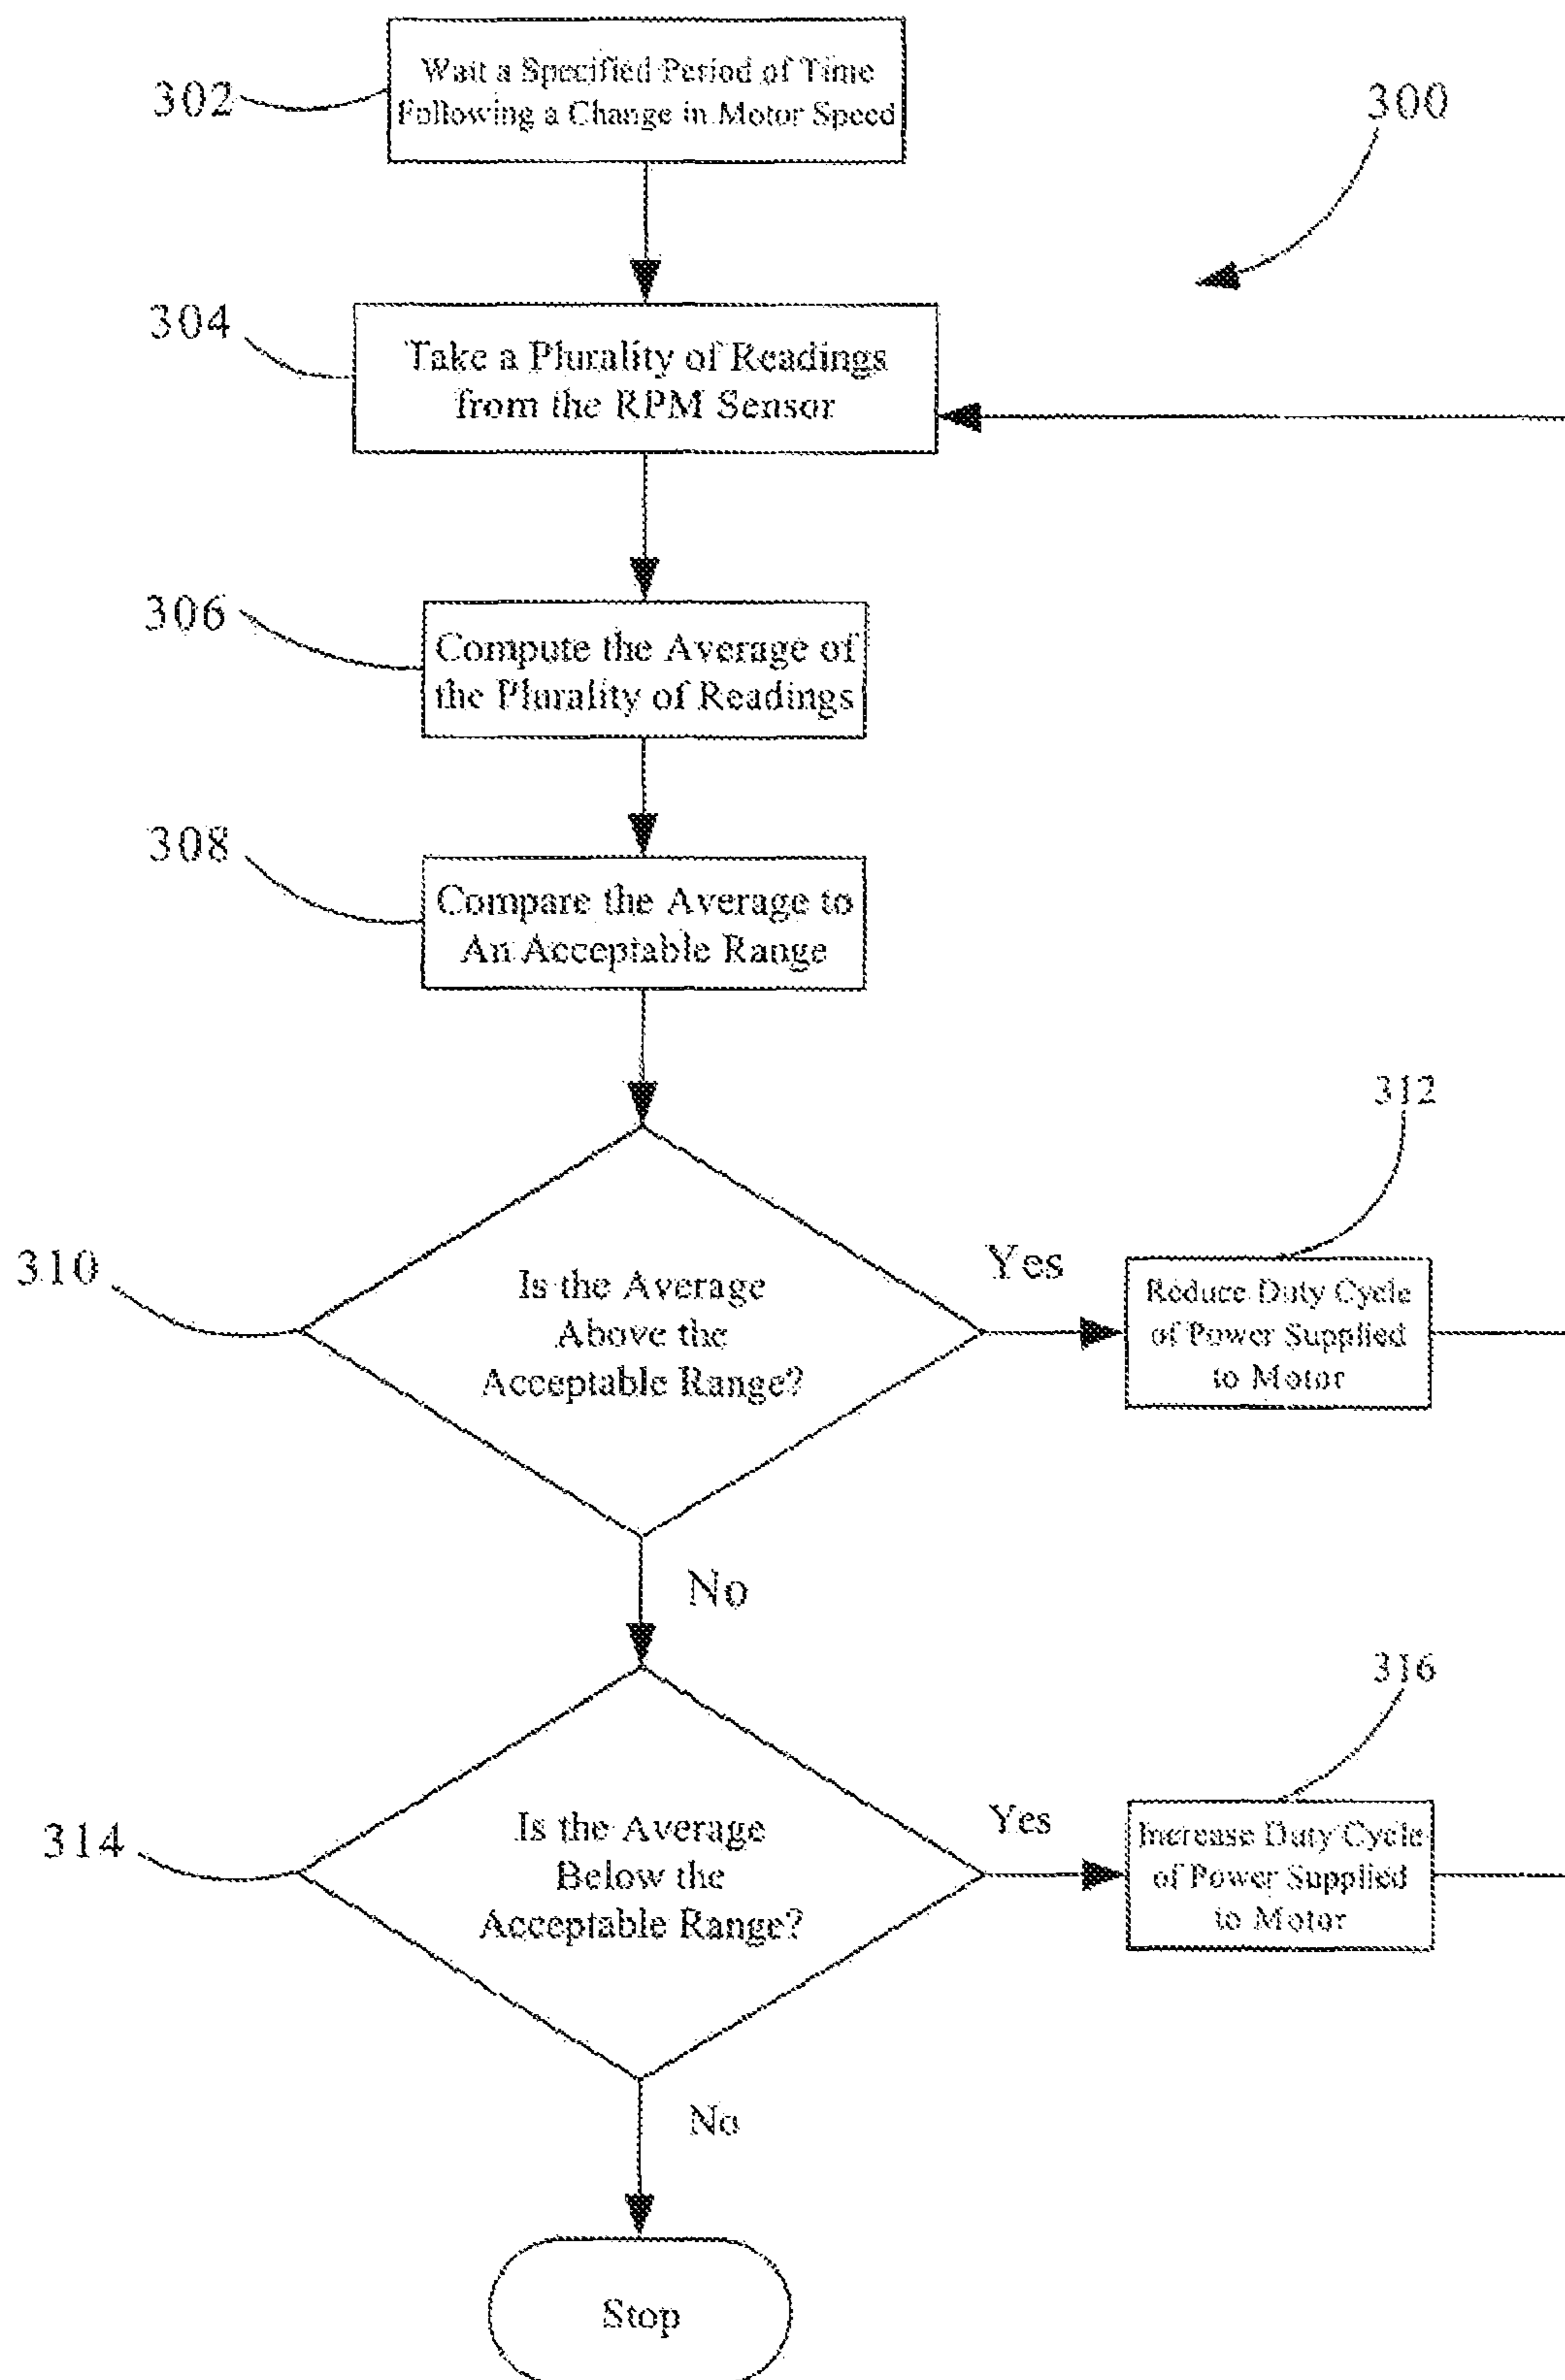 302
Wait a Specified Period of Time
Following a Change in Motor Speed
300
304
Take a Plurality of Readings
from the RPM Sensor
306
Compute the Average of
the Plurality of Readings
308
Compare the Average to
An Acceptable Range
310
Is the Average
Above the
Acceptable Range?
Yes
312
Reduce Duty Cycle
of Power Supplied
to Motor
No
314
Is the Average
Below the
Acceptable Range?
Yes
316
Increase Duty Cycle
of Power Supplied
to Motor
No
Stop